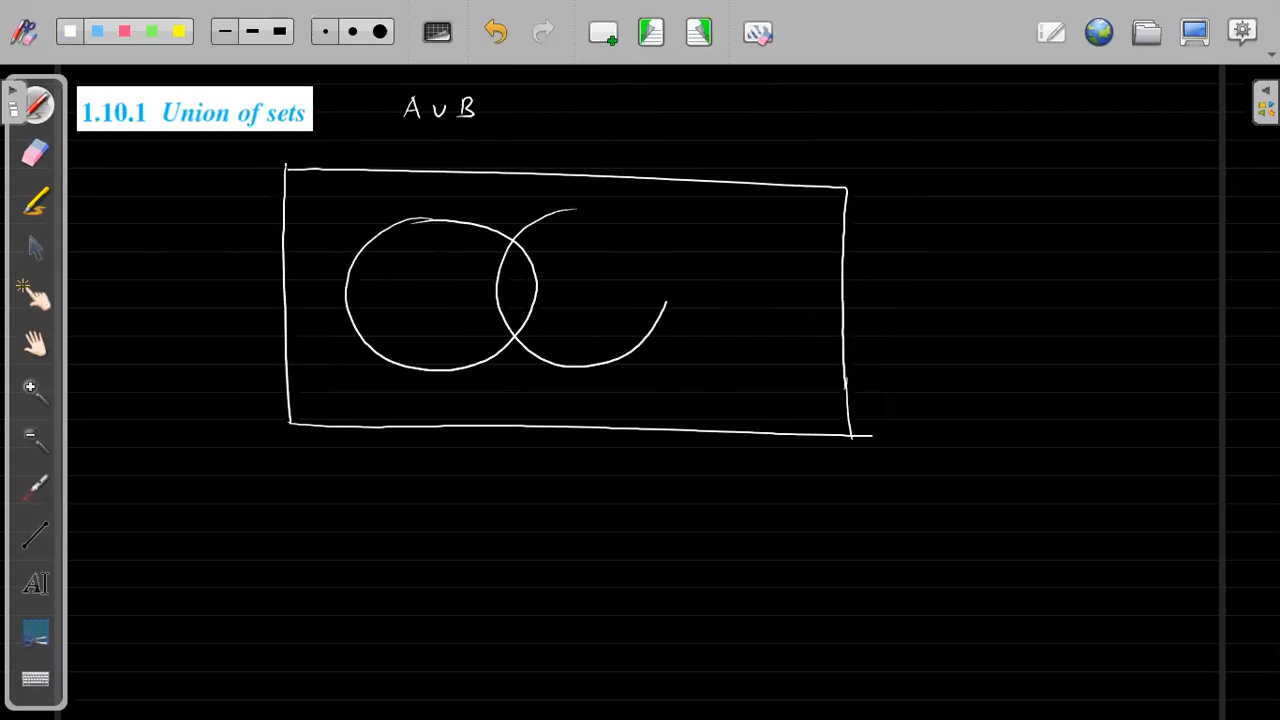 1.10.1 Union of sets
A ∪ B